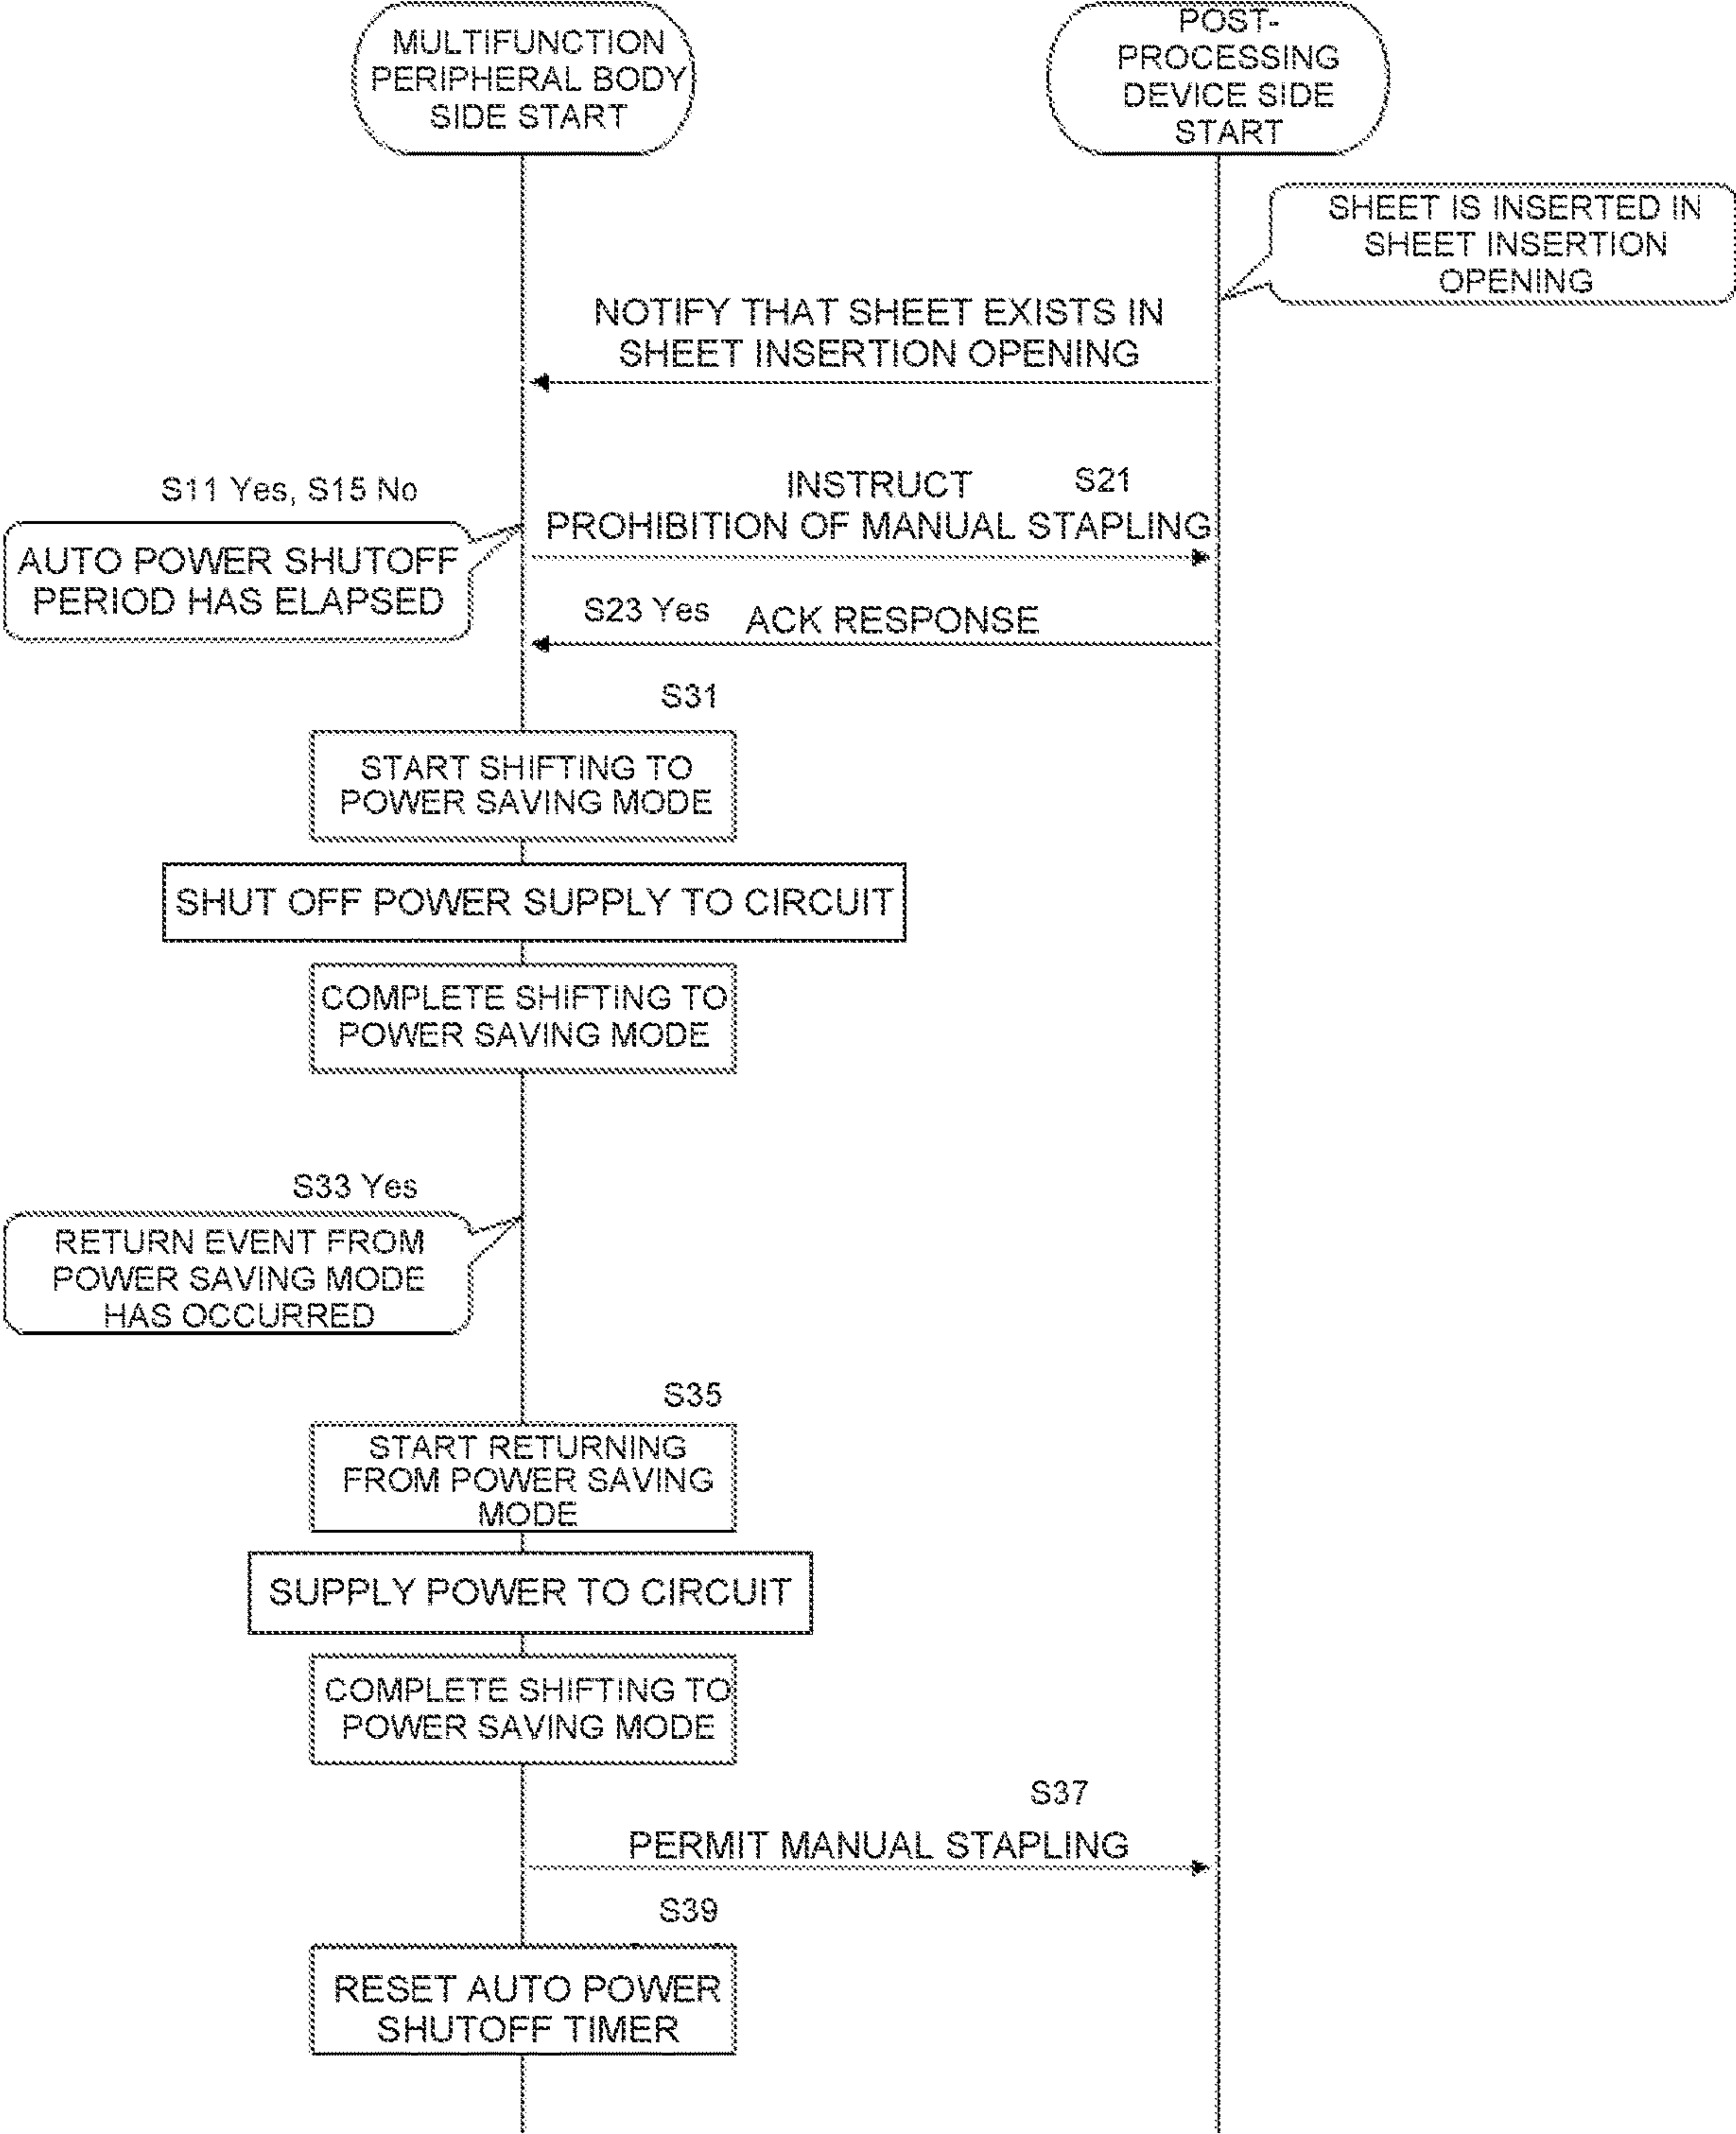 MULTIFUNCTION
PERIPHERAL BODY
SIDE START
POST-
PROCESSING
DEVICE SIDE
START
SHEET IS INSERTED IN
SHEET INSERTION
OPENING
NOTIFY THAT SHEET EXISTS IN
SHEET INSERTION OPENING
S11 Yes, S15 No
AUTO POWER SHUTOFF
PERIOD HAS ELAPSED
INSTRUCT S21
PROHIBITION OF MANUAL STAPLING
S23 Yes ACK RESPONSE
S31
START SHIFTING TO
POWER SAVING MODE
SHUT OFF POWER SUPPLY TO CIRCUIT
COMPLETE SHIFTING TO
POWER SAVING MODE
S33 Yes
RETURN EVENT FROM
POWER SAVING MODE
HAS OCCURRED
S35
START RETURNING
FROM POWER SAVING
MODE
SUPPLY POWER TO CIRCUIT
COMPLETE SHIFTING TO
POWER SAVING MODE
S37
PERMIT MANUAL STAPLING
S39
RESET AUTO POWER
SHUTOFF TIMER